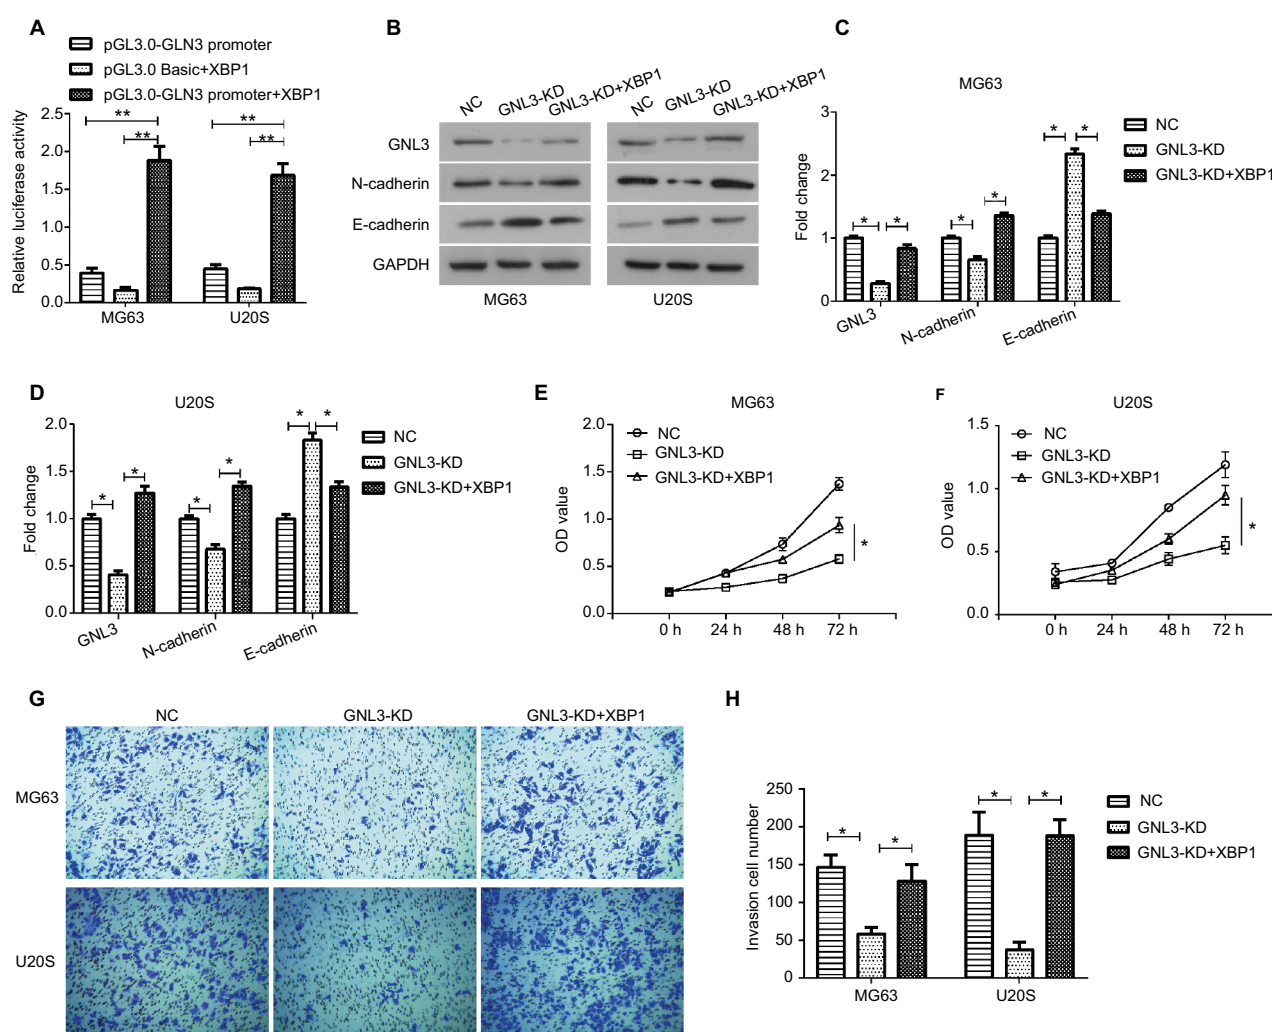 A
pGL3.0-GLN3 promoter
pGL3.0 Basic+XBP1
pGL3.0-GLN3 promoter+XBP1
Relative luciferase activity
2.5
2.0
1.5
1.0
0.5
0.0
**
**
**
**
MG63
U20S
B
NC
GNL3-KD
GNL3-KD+XBP1
NC
GNL3-KD
GNL3-KD+XBP1
GNL3
N-cadherin
E-cadherin
GAPDH
MG63
U20S
C
MG63
Fold change
3
2
1
0
* *
* *
* *
GNL3
N-cadherin
E-cadherin
NC
GNL3-KD
GNL3-KD+XBP1
D
U20S
Fold change
2.0
1.5
1.0
0.5
0.0
* *
* *
* *
GNL3
N-cadherin
E-cadherin
NC
GNL3-KD
GNL3-KD+XBP1
E
MG63
OD value
2.0
1.5
1.0
0.5
0.0
NC
GNL3-KD
GNL3-KD+XBP1
*
0 h 24 h 48 h 72 h
F
U20S
OD value
1.5
1.0
0.5
0.0
NC
GNL3-KD
GNL3-KD+XBP1
*
0 h 24 h 48 h 72 h
G
NC GNL3-KD GNL3-KD+XBP1
MG63
U20S
H
Invasion cell number
250
200
150
100
50
0
* *
* *
MG63 U20S
NC
GNL3-KD
GNL3-KD+XBP1